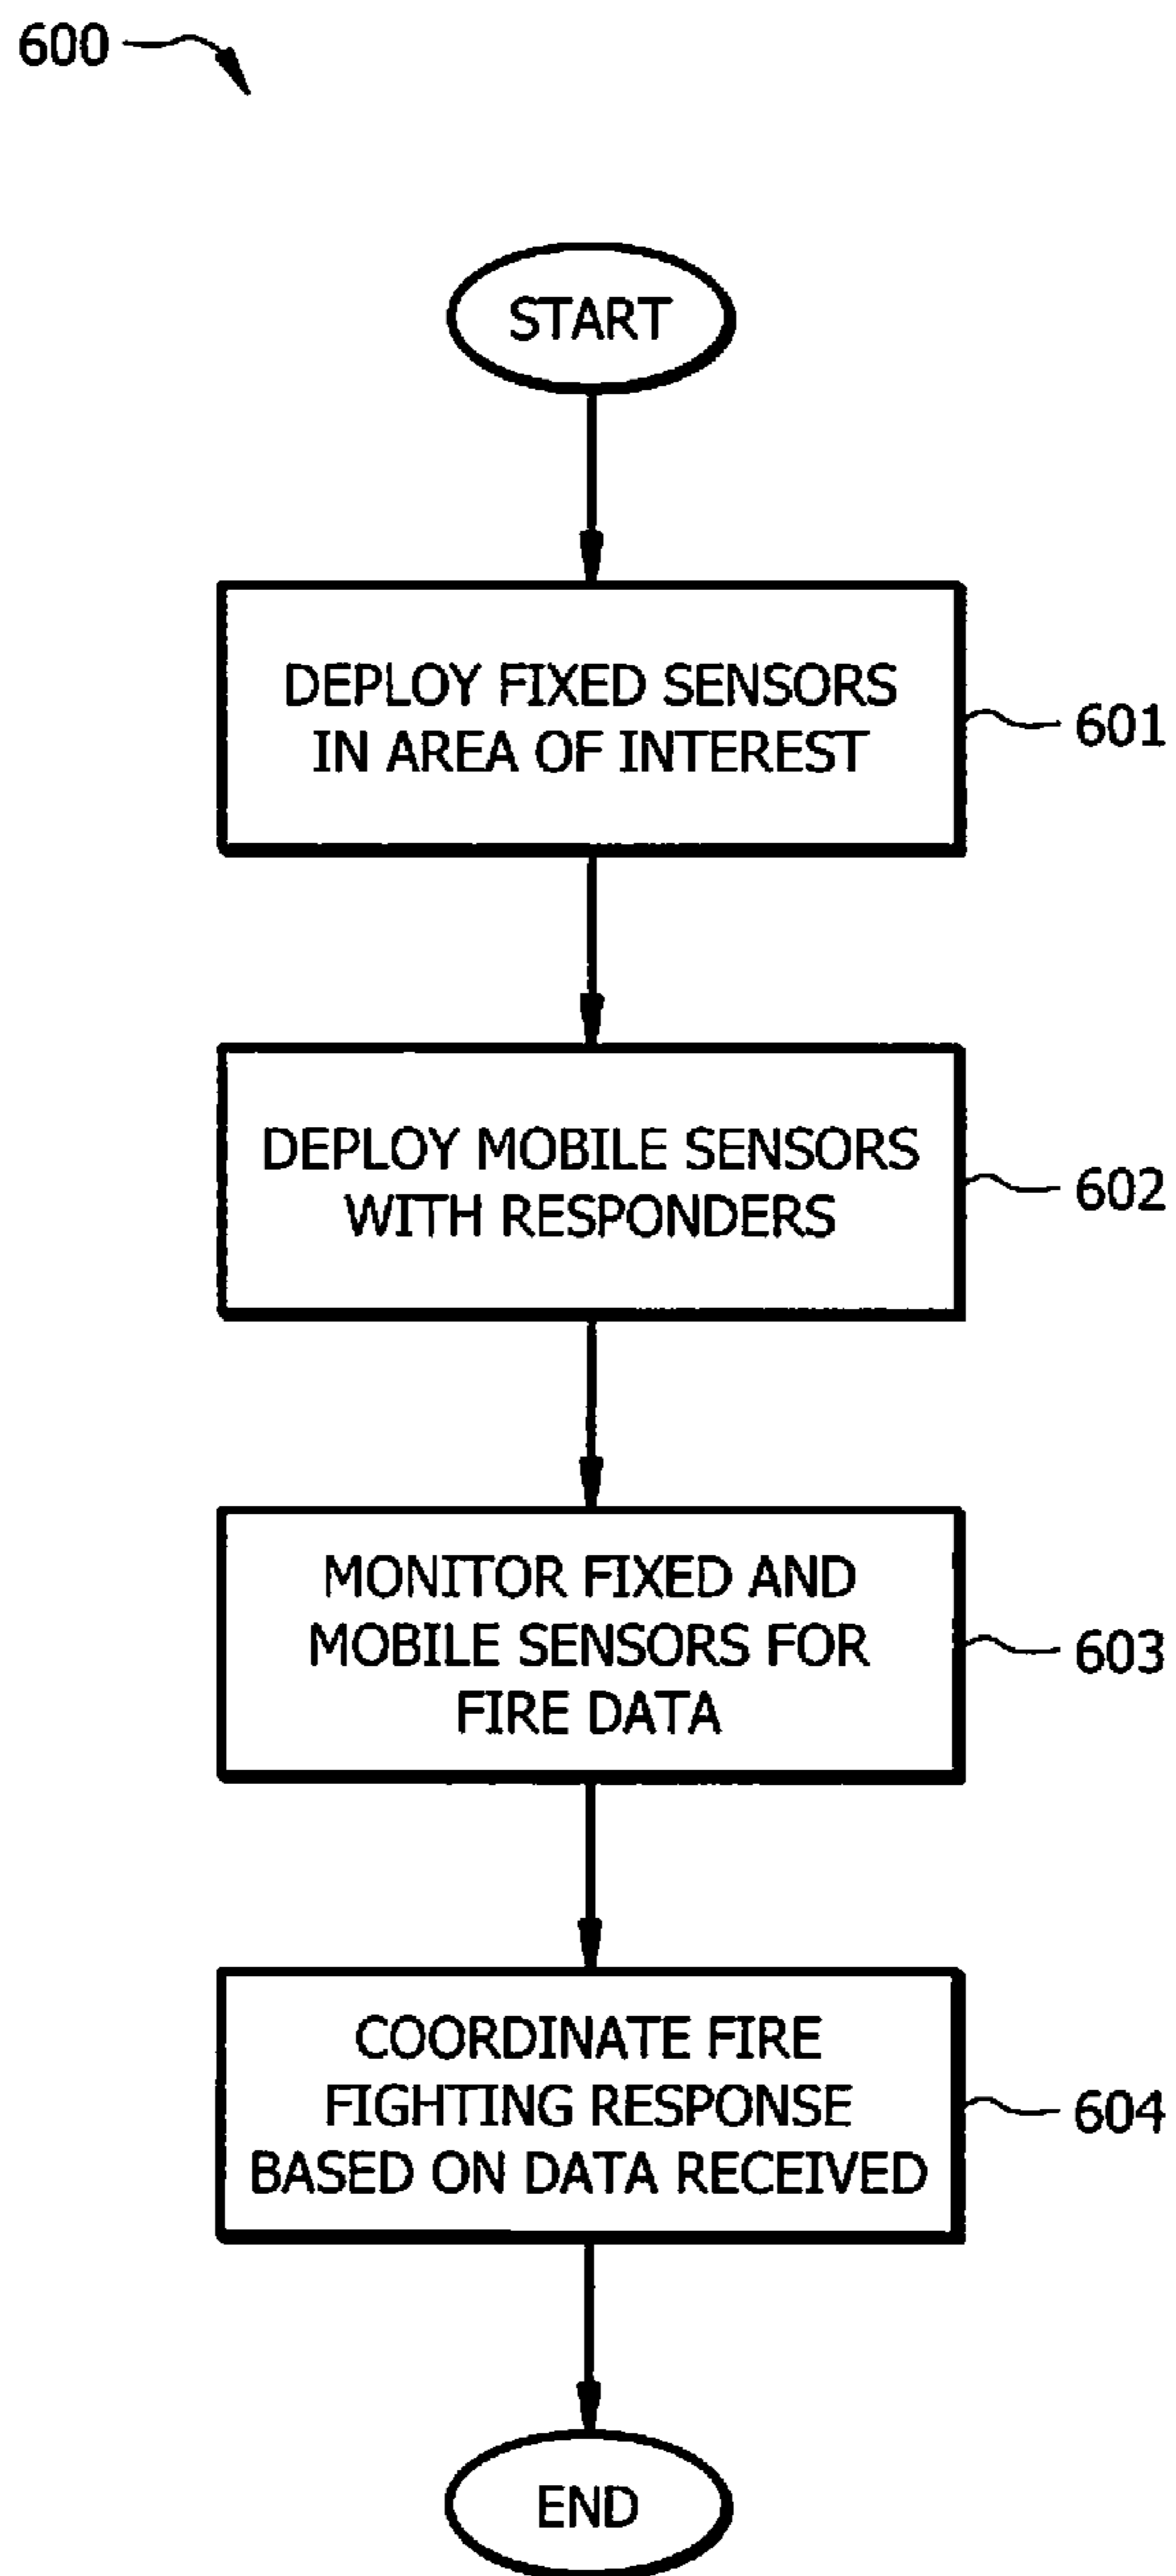 600
START
DEPLOY FIXED SENSORS
IN AREA OF INTEREST
601
DEPLOY MOBILE SENSORS
WITH RESPONDERS
602
MONITOR FIXED AND
MOBILE SENSORS FOR
FIRE DATA
603
COORDINATE FIRE
FIGHTING RESPONSE
BASED ON DATA RECEIVED
604
END